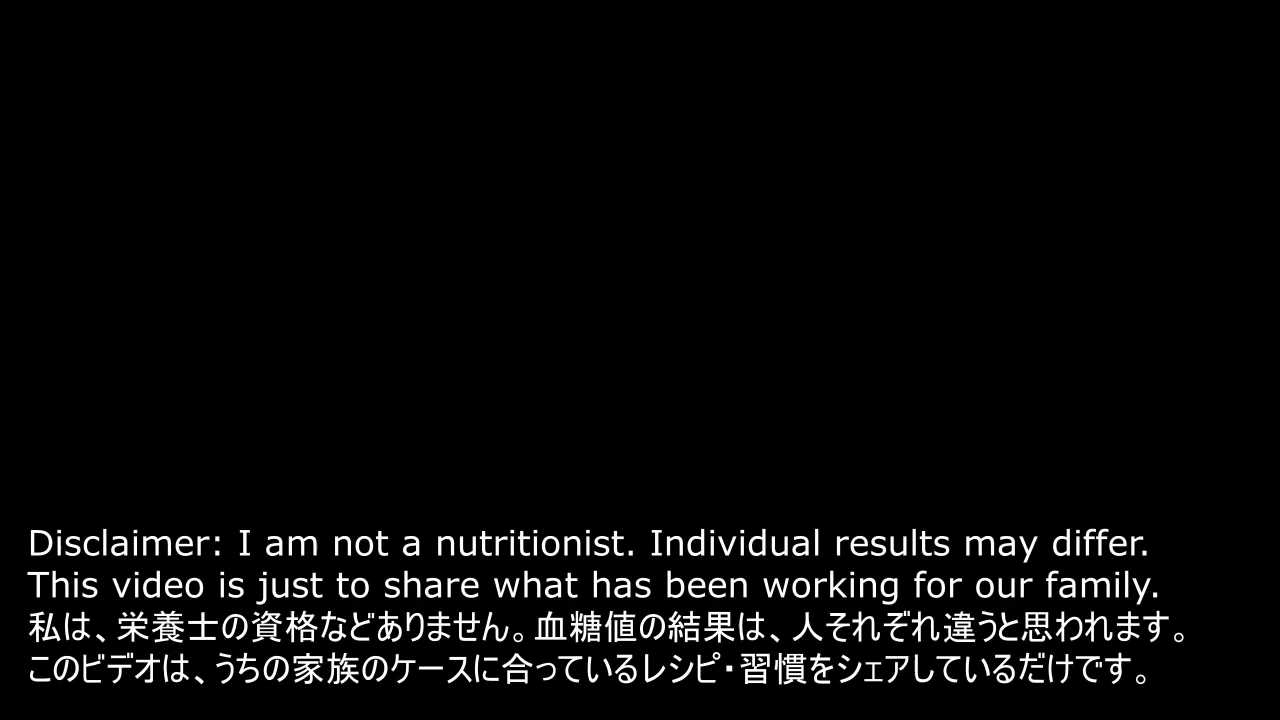 Disclaimer: I am not a nutritionist. Individual results may differ.
This video is just to share what has been working for our family.
私は、栄養士の資格などありません。血糖値の結果は、人それぞれ違うと思われます。
このビデオは、うちの家族のケースに合っているレシピ・習慣をシェアしているだけです。